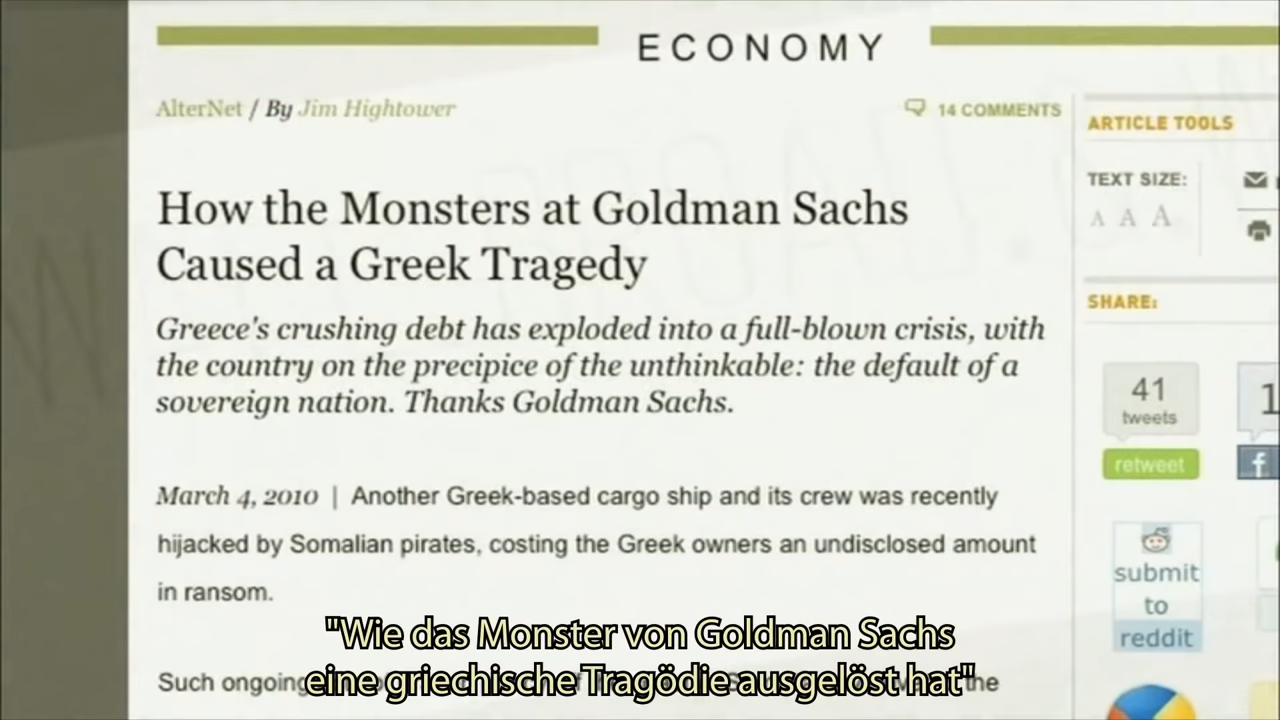 ECONOMY
AlterNet / By Jim Hightower
14 COMMENTS
How the Monsters at Goldman Sachs
Caused a Greek Tragedy
Greece's crushing debt has exploded into a full-blown crisis, with
the country on the precipice of the unthinkable: the default of a
sovereign nation. Thanks Goldman Sachs.
March 4, 2010 | Another Greek-based cargo ship and its crew was recently
hijacked by Somalian pirates, costing the Greek owners an undisclosed amount
in ransom.
Such ongoing
the
ARTICLE TOOLS
TEXT SIZE:
A A A
SHARE:
41
tweets
retweet
1
f
submit
to
reddit
"Wie das Monster von Goldman Sachs
eine griechische Tragödie ausgelöst hat"